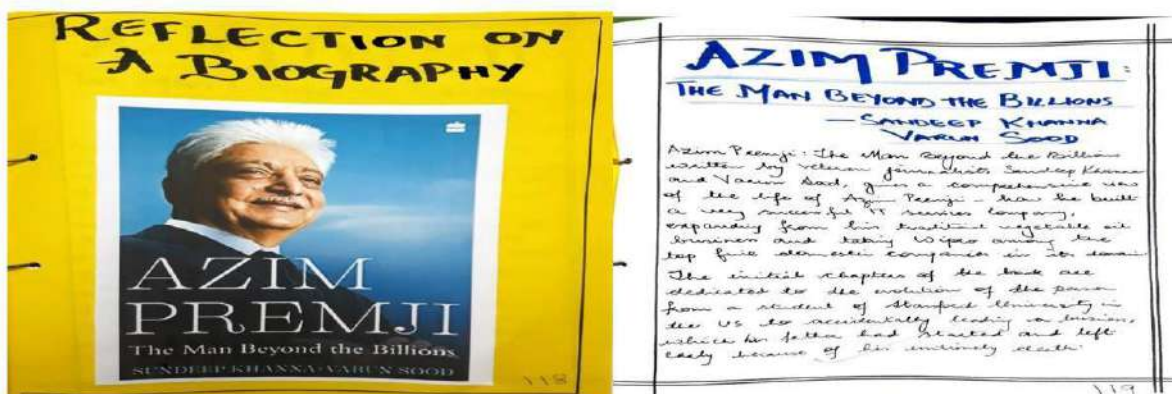 REFLECTION ON
A BIOGRAPHY
AZIM
PREMJI
The Man Beyond the Billions
SUNDEEP KHANNA · VARUN SOOD
118
AZIM PREMJI:
THE MAN BEYOND THE BILLIONS
— SANDEEP KHANNA
VARUN SOOD
Azim Premji: The Man Beyond the Billions
written by veteran journalists Sandeep Khanna
and Varun Sood, gives a comprehensive view
of the life of Azim Premji - how he built
a very successful IT services company,
expanding from his traditional vegetable oil
business and taking Wipro among the
top five domestic companies in its domain.
The initial chapters of the book are
dedicated to the evolution of the person
from a student of Stanford University in
the US to accidentally leading a business,
which his father had started and left
early because of his untimely death.
119